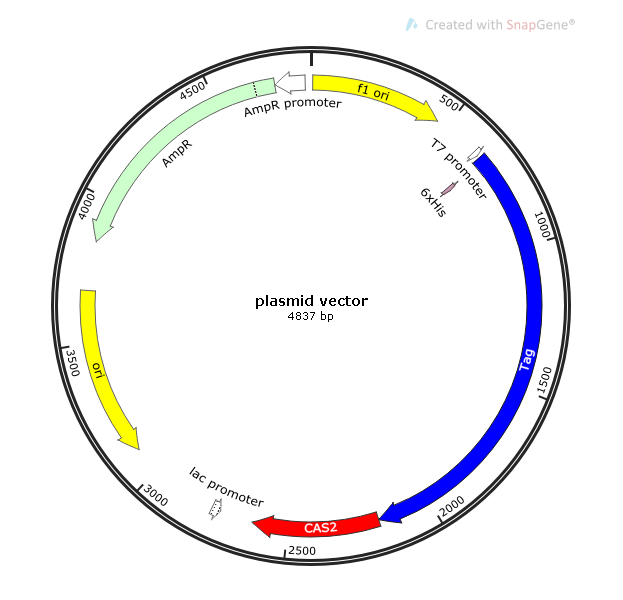 Created with SnapGene®
f1 ori
500
T7 promoter
6xHis
1000
Tag
1500
2000
CAS2
2500
lac promoter
3000
ori
3500
4000
AmpR
4500
AmpR promoter
plasmid vector
4837 bp